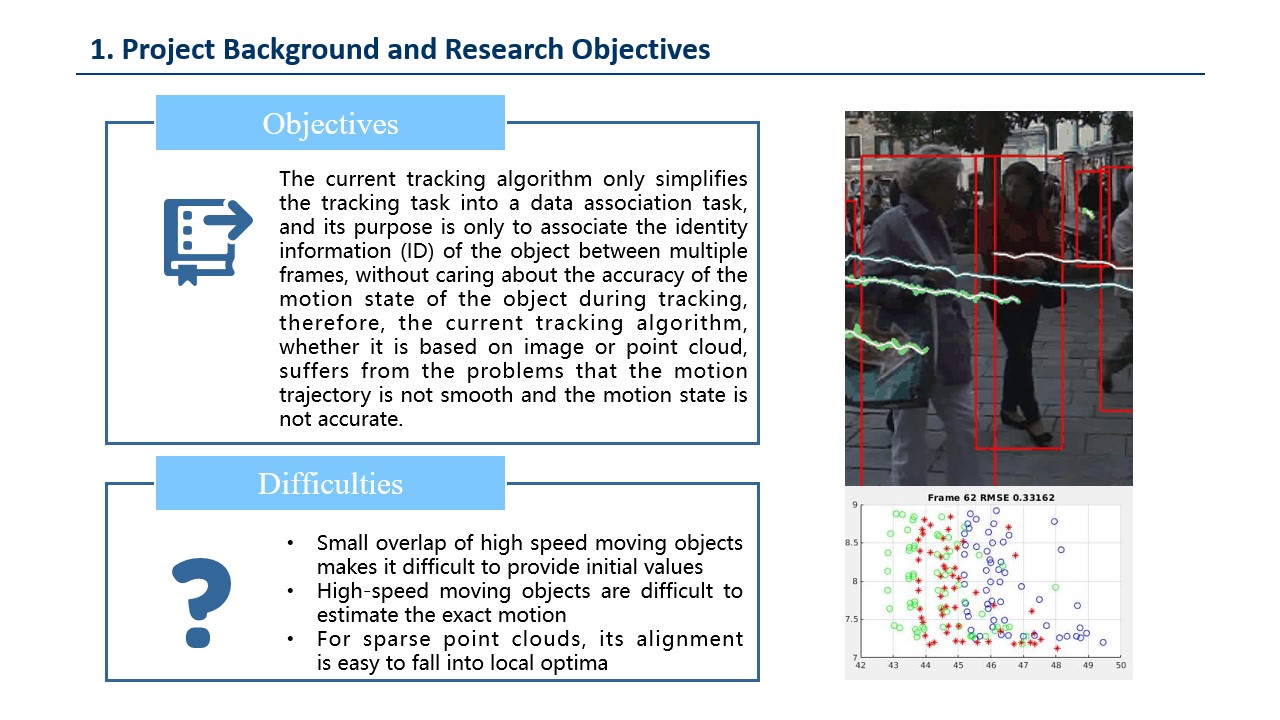 1. Project Background and Research Objectives
Objectives
The current tracking algorithm only simplifies
the tracking task into a data association task,
and its purpose is only to associate the identity
information (ID) of the object between multiple
frames, without caring about the accuracy of the
motion state of the object during tracking,
therefore, the current tracking algorithm,
whether it is based on image or point cloud,
suffers from the problems that the motion
trajectory is not smooth and the motion state is
not accurate.
Difficulties
• Small overlap of high speed moving objects
makes it difficult to provide initial values
• High-speed moving objects are difficult to
estimate the exact motion
• For sparse point clouds, its alignment
is easy to fall into local optima
Frame 62 RMSE 0.33162
9
8.5
8
7.5
7
42 43 44 45 46 47 48 49 50